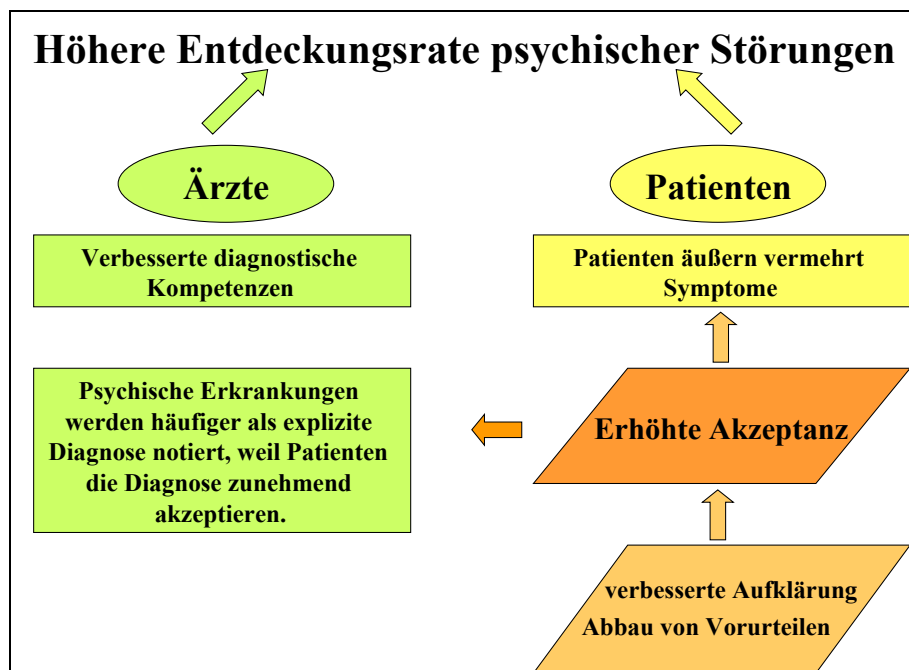 Höhere Entdeckungsrate psychischer Störungen
Ärzte
Verbesserte diagnostische
Kompetenzen
Psychische Erkrankungen
werden häufiger als explizite
Diagnose notiert, weil Patienten
die Diagnose zunehmend
akzeptieren.
Patienten
Patienten äußern vermehrt
Symptome
Erhöhte Akzeptanz
verbesserte Aufklärung
Abbau von Vorurteilen